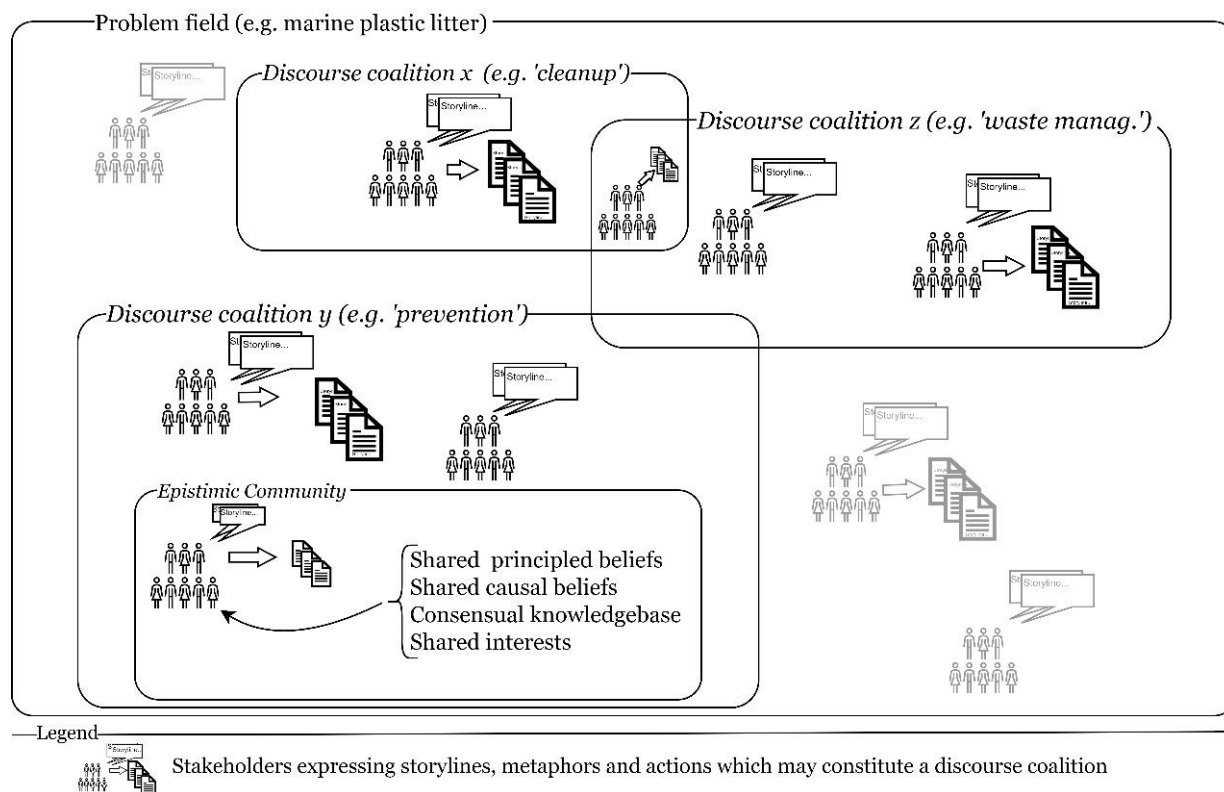 Problem field (e.g. marine plastic litter)
Storyline...
Discourse coalition x (e.g. 'cleanup')
Storyline...
Discourse coalition z (e.g. 'waste manag.')
Storyline...
Storyline...
Discourse coalition y (e.g. 'prevention')
Storyline...
Storyline...
Storyline...
Epistimic Community
Storyline...
Shared principled beliefs
Shared causal beliefs
Consensual knowledgebase
Shared interests
Storyline...
Legend
Stakeholders expressing storylines, metaphors and actions which may constitute a discourse coalition